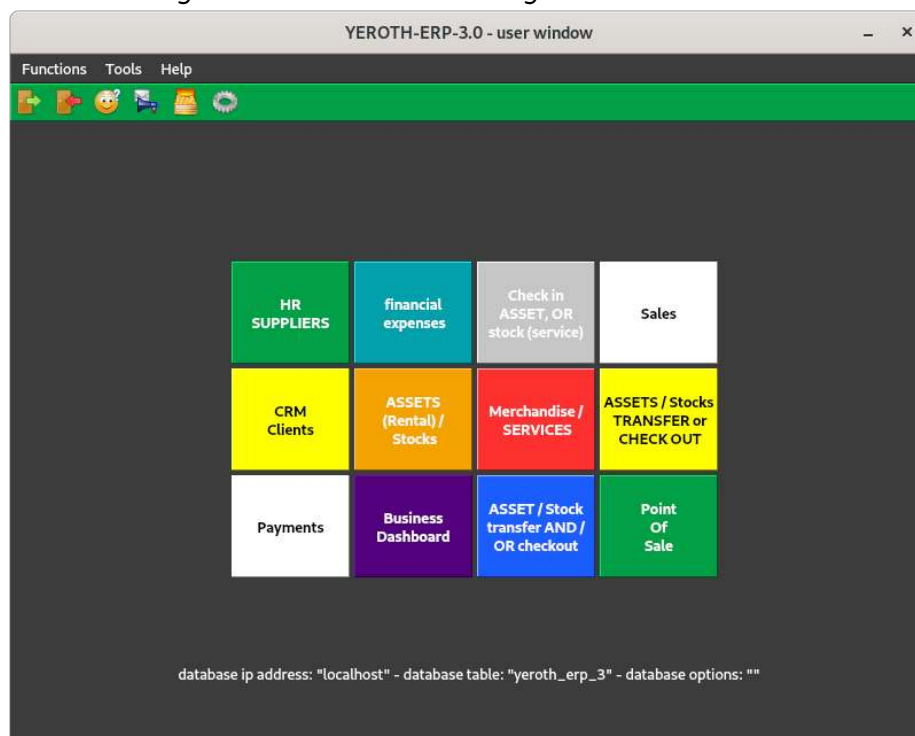 YEROTH-ERP-3.0 - user window
Functions Tools Help
HR
SUPPLIERS
financial
expenses
Check in
ASSET, OR
stock (service)
Sales
CRM
Clients
ASSETS
(Rental) /
Stocks
Merchandise /
SERVICES
ASSETS / Stocks
TRANSFER or
CHECK OUT
Payments
Business
Dashboard
ASSET / Stock
transfer AND /
OR checkout
Point
Of
Sale
database ip address: "localhost" - database table: "yeroth_erp_3" - database options: ""